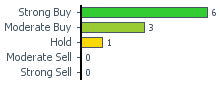 Strong Buy 6
Moderate Buy 3
Hold 1
Moderate Sell 0
Strong Sell 0